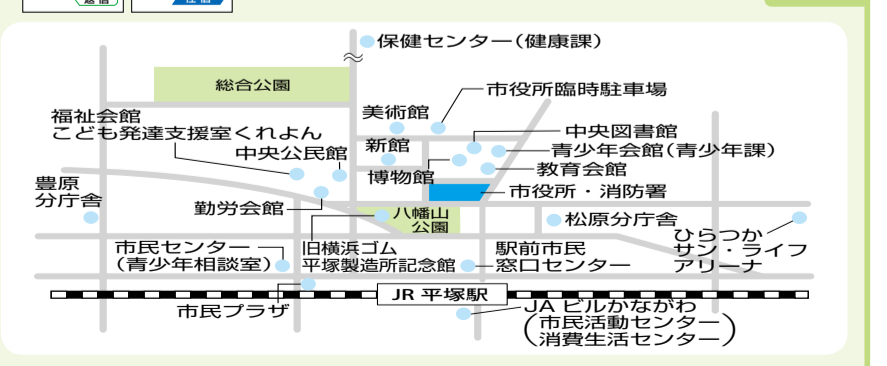 返信
往信
保健センター(健康課)
総合公園
市役所臨時駐車場
美術館
福祉会館
こども発達支援室くれよん
中央図書館
新館
青少年会館(青少年課)
中央公民館
教育会館
博物館
豊原
分庁舎
市役所・消防署
勤労会館
八幡山
公園
松原分庁舎
ひらつか
サン・ライフ
アリーナ
市民センター
(青少年相談室)
旧横浜ゴム
平塚製造所記念館
駅前市民
窓口センター
JR 平塚駅
市民プラザ
JA ビルかながわ
(市民活動センター
消費生活センター)